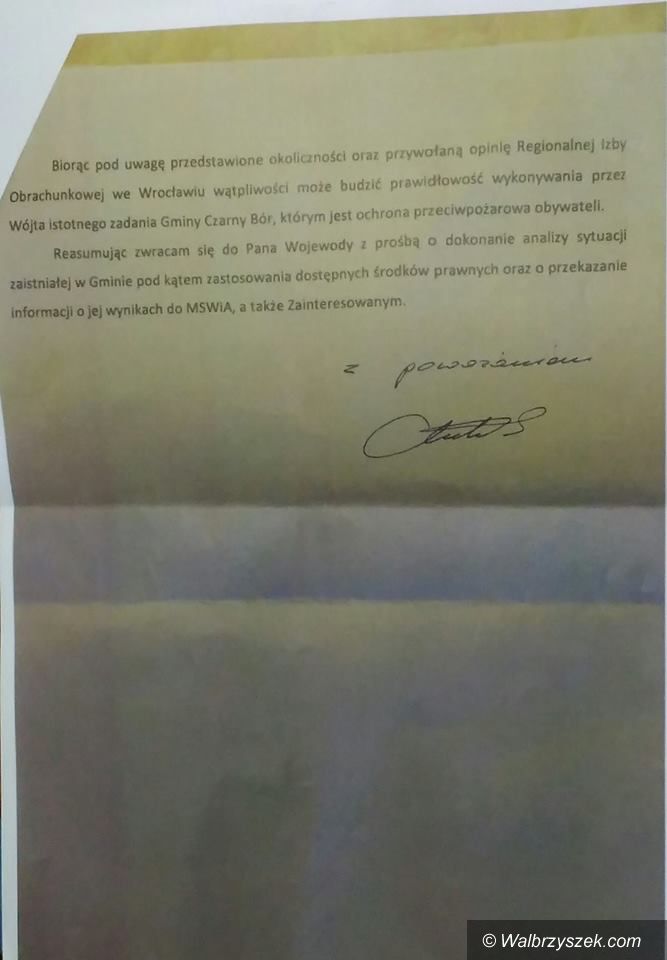 Biorąc pod uwagę przedstawione okoliczności oraz przywołaną opinię Regionalnej Izby
Obrachunkowej we Wrocławiu wątpliwości może budzić prawidłowość wykonywania przez
Wójta istotnego zadania Gminy Czarny Bór, którym jest ochrona przeciwpożarowa obywateli.
Reasumując zwracam się do Pana Wojewody z prośbą o dokonanie analizy sytuacji
zaistniałej w Gminie pod kątem zastosowania dostępnych środków prawnych oraz o przekazanie
informacji o jej wynikach do MSWiA, a także Zainteresowanym.
z poważaniem
© Walbrzyszek.com